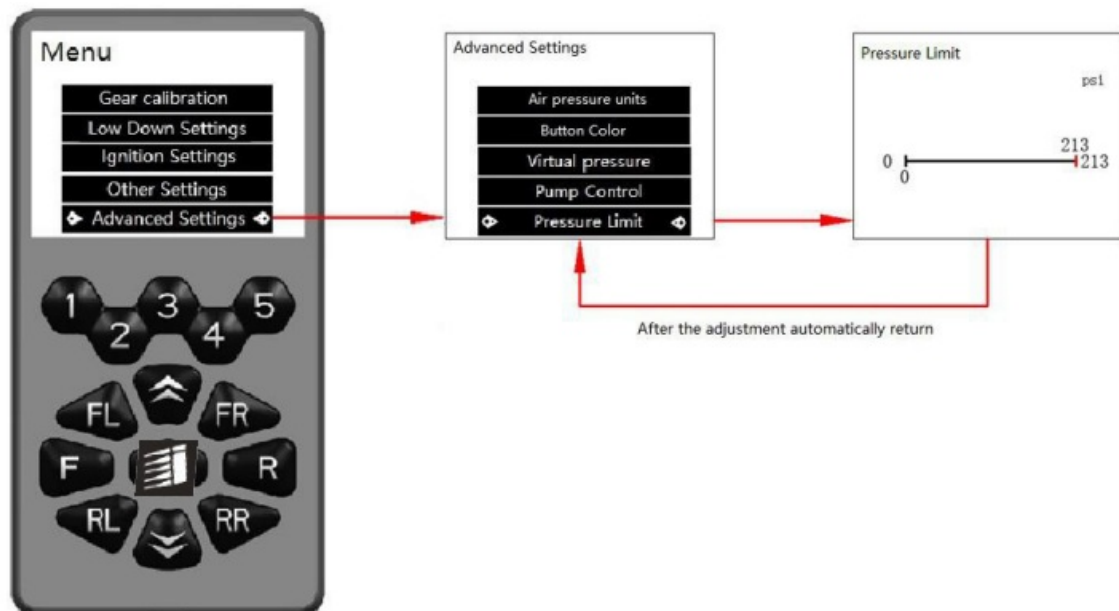 Menu
Gear calibration
Low Down Settings
Ignition Settings
Other Settings
Advanced Settings
1
2
3
4
5
FL
FR
F
R
RL
RR
Advanced Settings
Air pressure units
Button Color
Virtual pressure
Pump Control
Pressure Limit
Pressure Limit
psi
213
0
213
0
After the adjustment automatically return